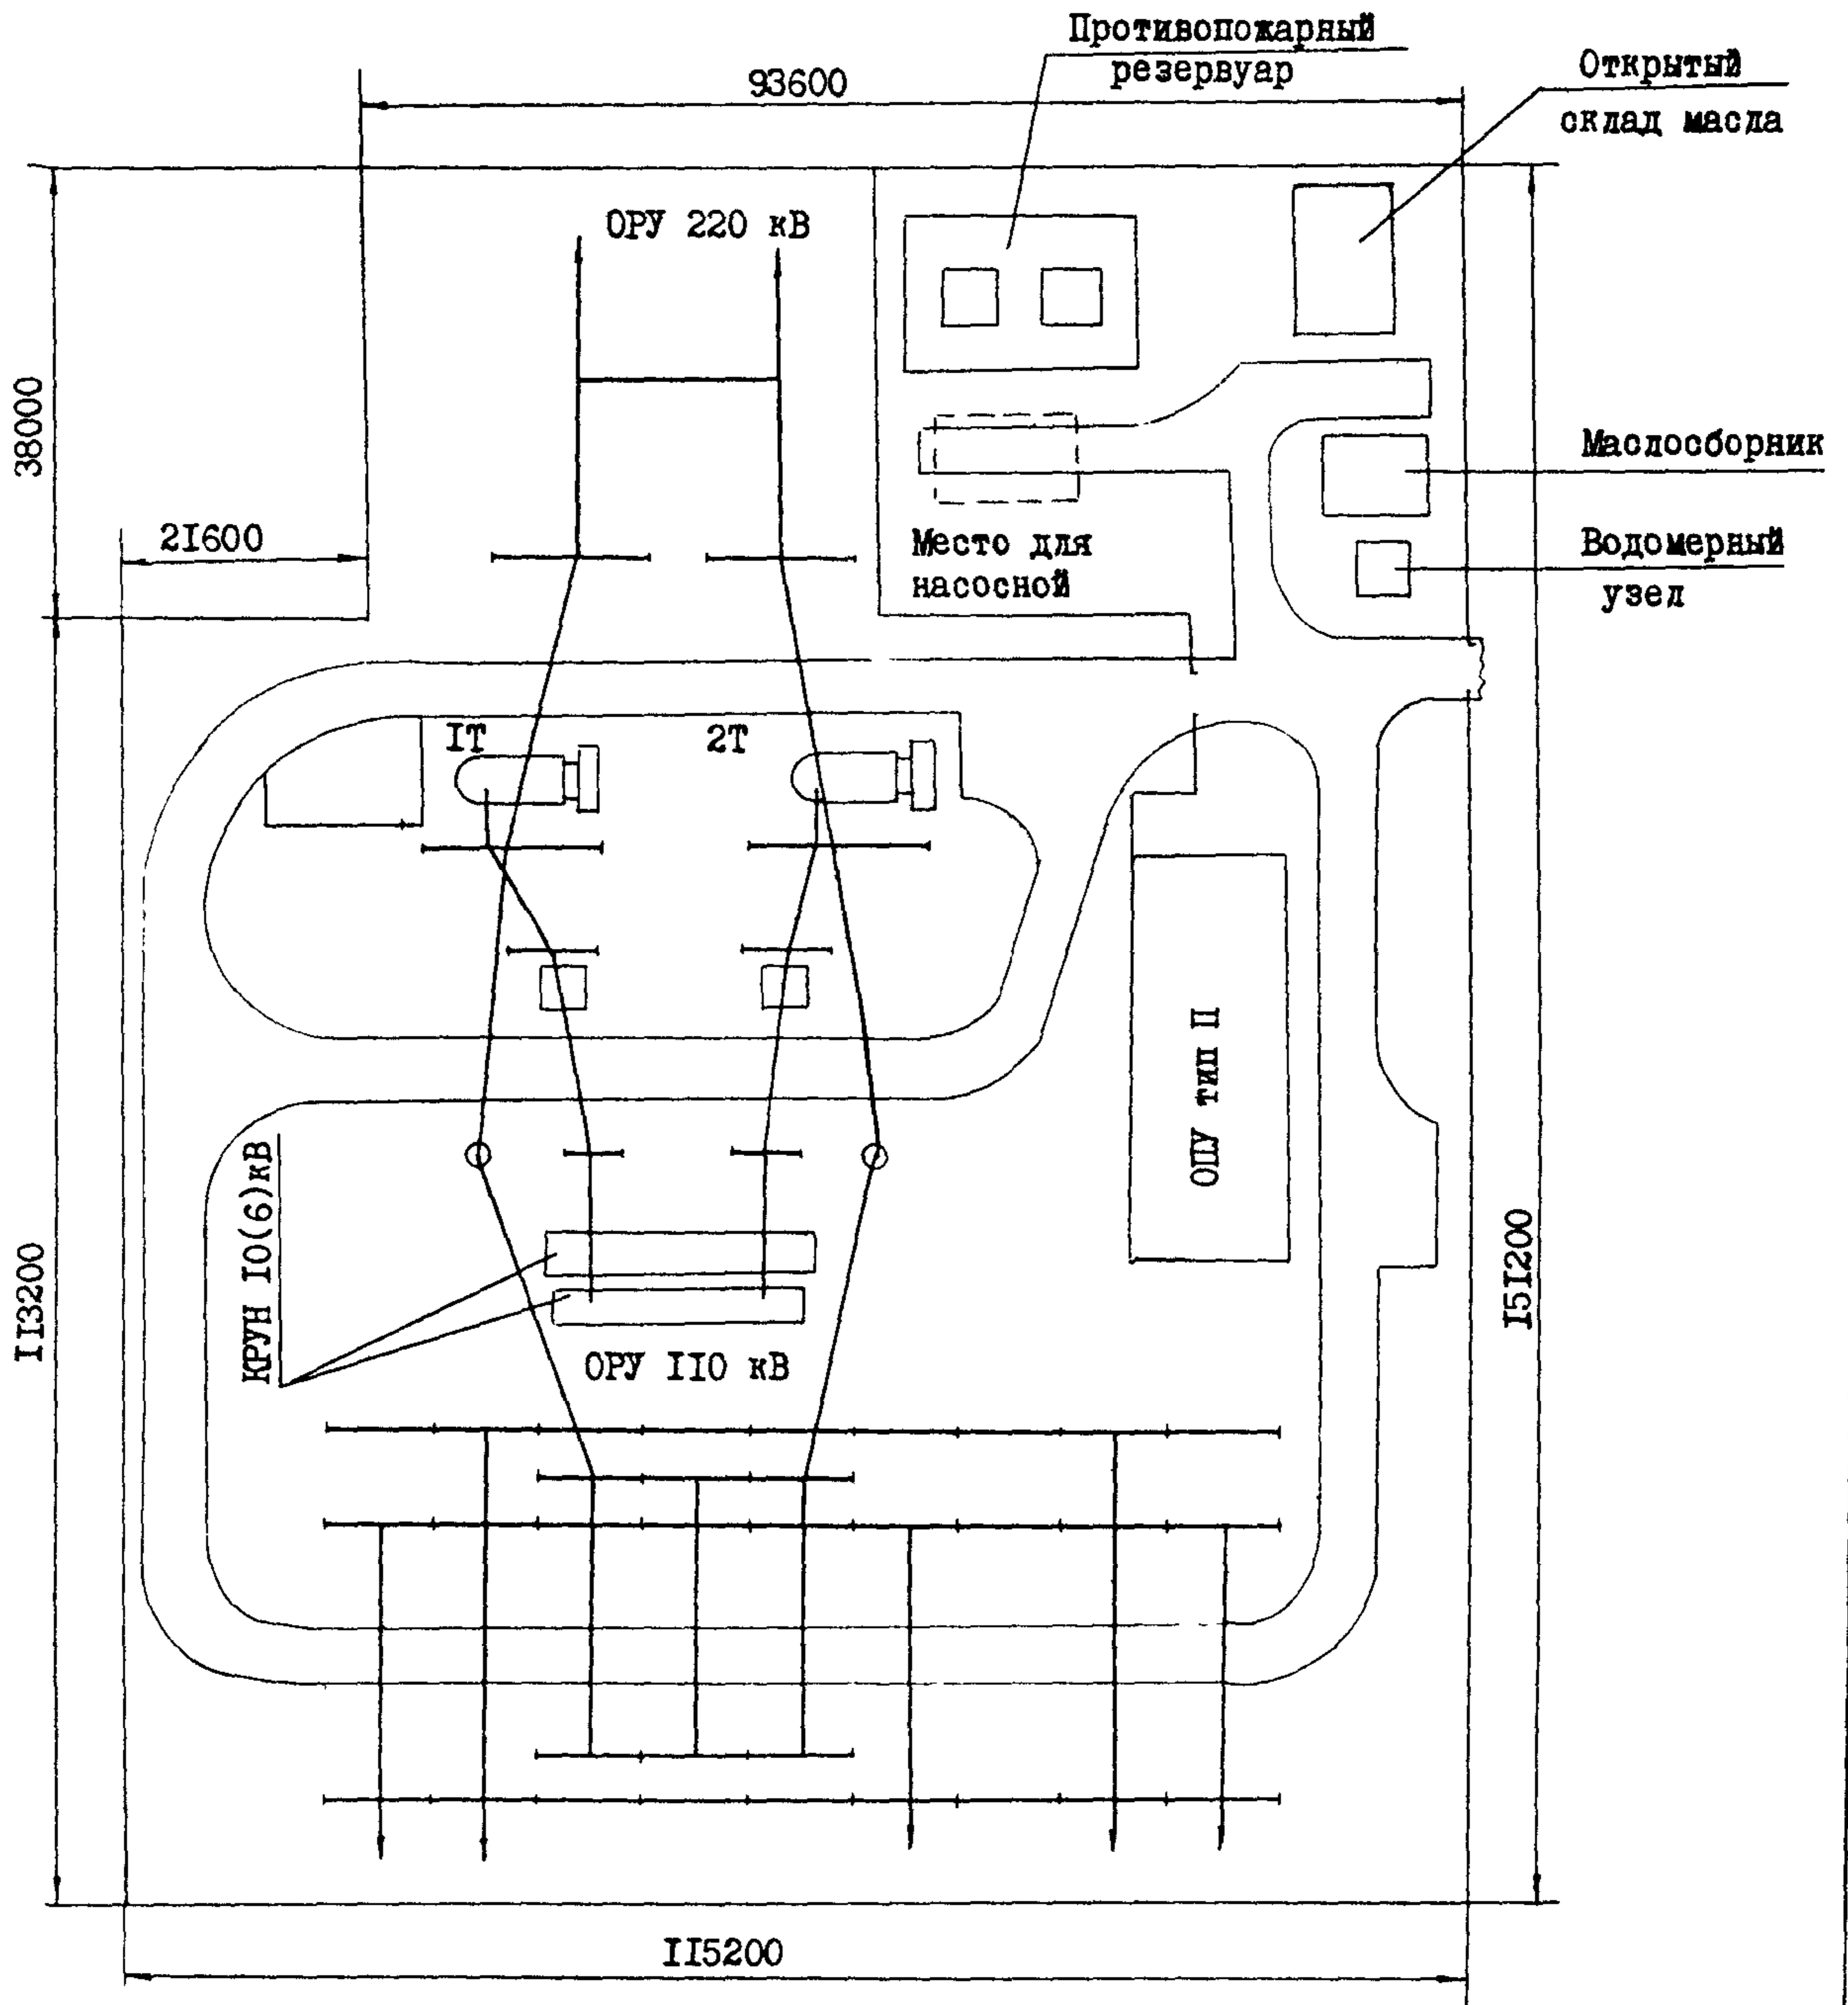 Противопожарный
резервуар
Открытый
склад масла
93600
ОРУ 220 кВ
38000
21600
Маслосборник
Место для
насосной
Водомерный
узел
1Т
2Т
ОПУ тип II
КРУН 10(6)кВ
113200
151200
ОРУ 110 кВ
115200